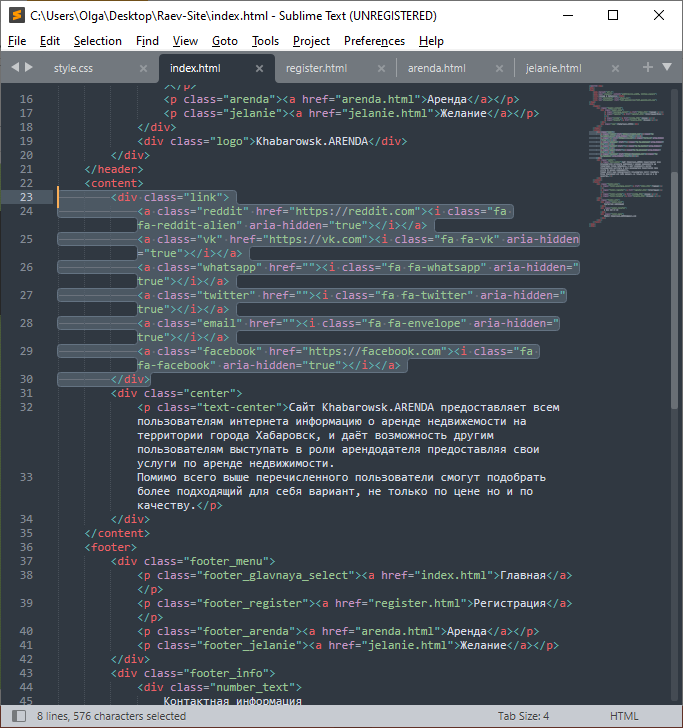 C:\Users\Olga\Desktop\Raev-Site\index.html - Sublime Text (UNREGISTERED)
File Edit Selection Find View Goto Tools Project Preferences Help
style.css index.html register.html arenda.html jelanie.html
></p>
16 <p class="arenda"><a href="arenda.html">Аренда</a></p>
17 <p class="jelanie"><a href="jelanie.html">Желание</a></p>
18 </div>
19 <div class="logo">Khabarowsk.ARENDA</div>
20 </div>
21 </header>
22 <content>
23 <div class="link">
24 <a class="reddit" href="https://reddit.com"><i class="fa
fa-reddit-alien" aria-hidden="true"></i></a>
25 <a class="vk" href="https://vk.com"><i class="fa fa-vk" aria-hidden
="true"></i></a>
26 <a class="whatsapp" href=""><i class="fa fa-whatsapp" aria-hidden="
true"></i></a>
27 <a class="twitter" href=""><i class="fa fa-twitter" aria-hidden="
true"></i></a>
28 <a class="email" href=""><i class="fa fa-envelope" aria-hidden="
true"></i></a>
29 <a class="facebook" href="https://facebook.com"><i class="fa
fa-facebook" aria-hidden="true"></i></a>
30 </div>
31 <div class="center">
32 <p class="text-center">Сайт Khabarowsk.ARENDA предоставляет всем
пользователям интернета информацию о аренде недвижемости на
территории города Хабаровск, и даёт возможность другим
пользователям выступать в роли арендодателя предоставляя свои
услуги по аренде недвижимости.
33 Помимо всего выше перечисленного пользователи смогут подобрать
более подходящий для себя вариант, не только по цене но и по
качеству.</p>
34 </div>
35 </content>
36 <footer>
37 <div class="footer_menu">
38 <p class="footer_glavnaya_select"><a href="index.html">Главная</a>
</p>
39 <p class="footer_register"><a href="register.html">Регистрация</a>
</p>
40 <p class="footer_arenda"><a href="arenda.html">Аренда</a></p>
41 <p class="footer_jelanie"><a href="jelanie.html">Желание</a></p>
42 </div>
43 <div class="footer_info">
44 <div class="number_text">
45 Контактная информация
8 lines, 576 characters selected Tab Size: 4 HTML